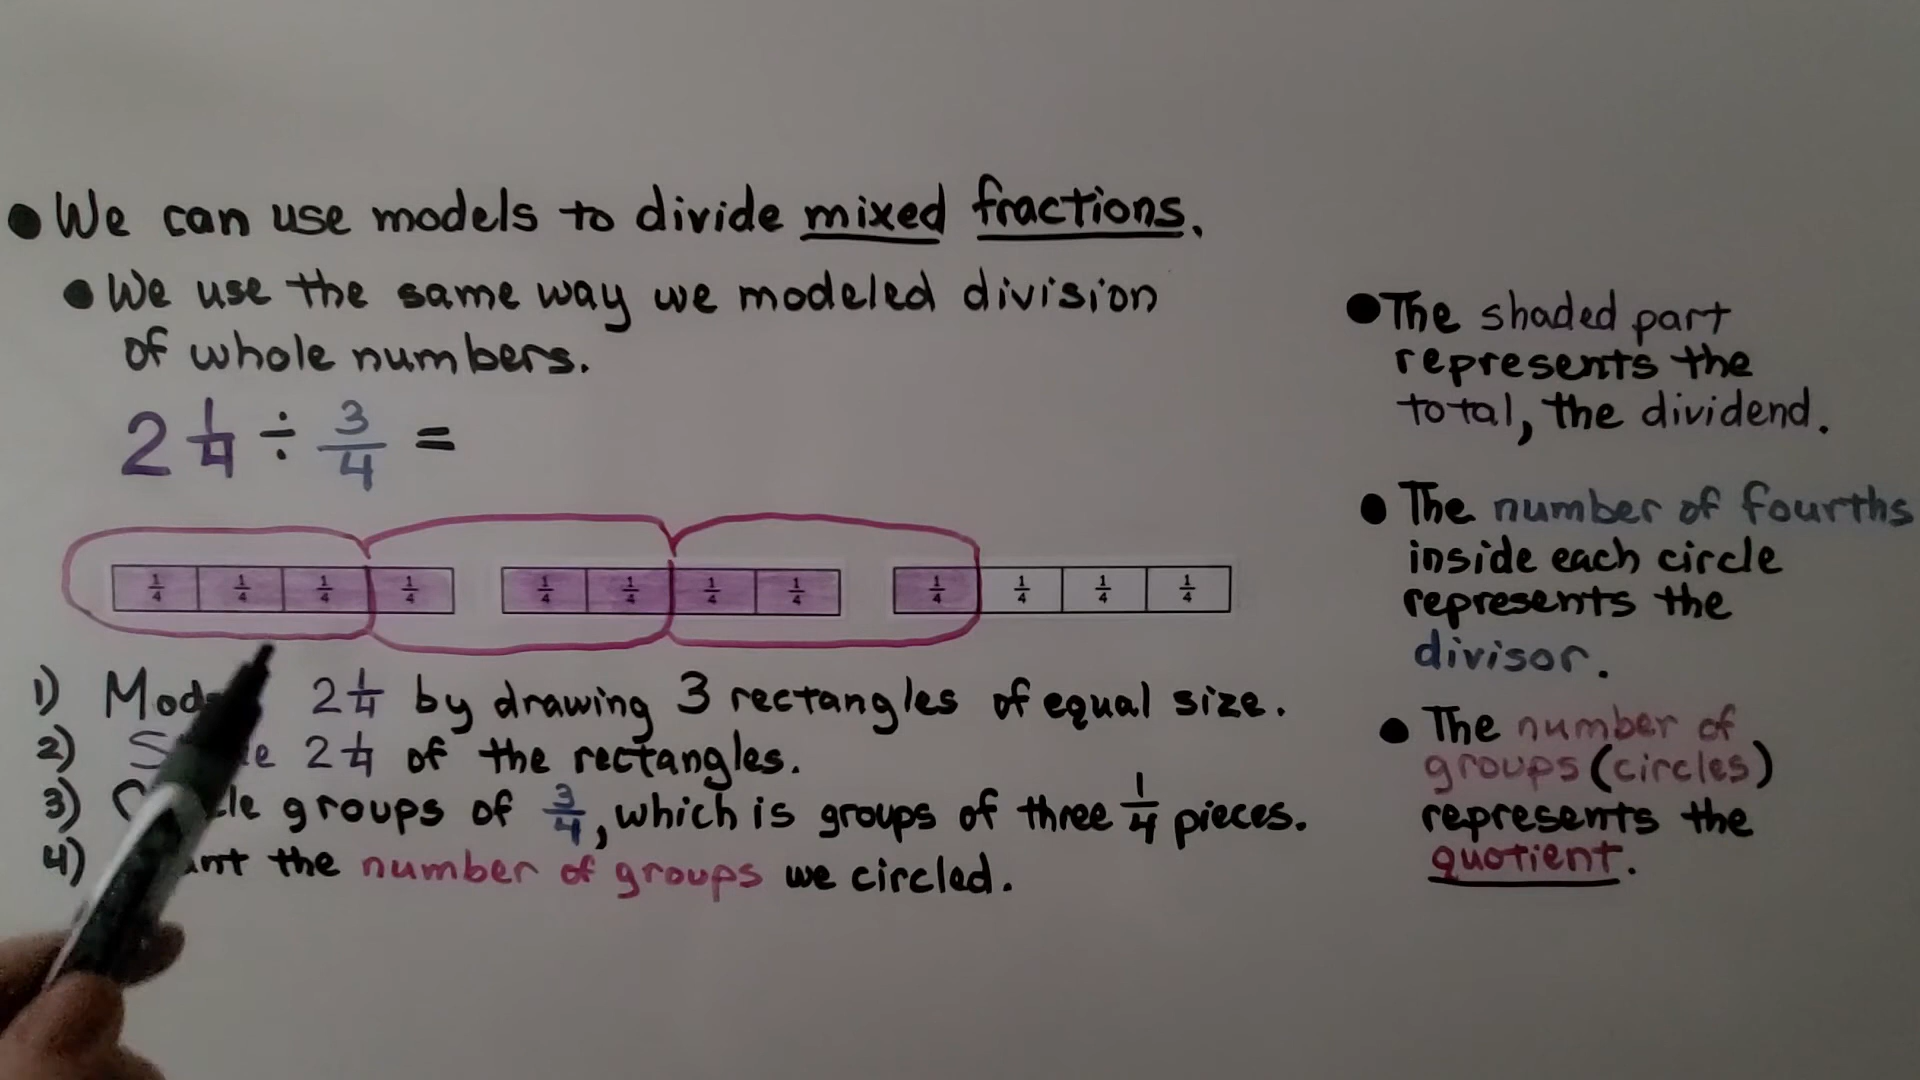 ● We can use models to divide mixed fractions.
● We use the same way we modeled division
of whole numbers.
2 1/4 ÷ 3/4 =
1/4 1/4 1/4 1/4 1/4 1/4 1/4 1/4 1/4 1/4 1/4 1/4
1) 2 1/4 by drawing 3 rectangles of equal size.
2) 2 1/4 of the rectangles.
3) groups of 3/4, which is groups of three 1/4 pieces.
4) the number of groups we circled.
● The shaded part
represents the
total, the dividend.
● The number of fourths
inside each circle
represents the
divisor.
● The number of
groups (circles)
represents the
quotient.